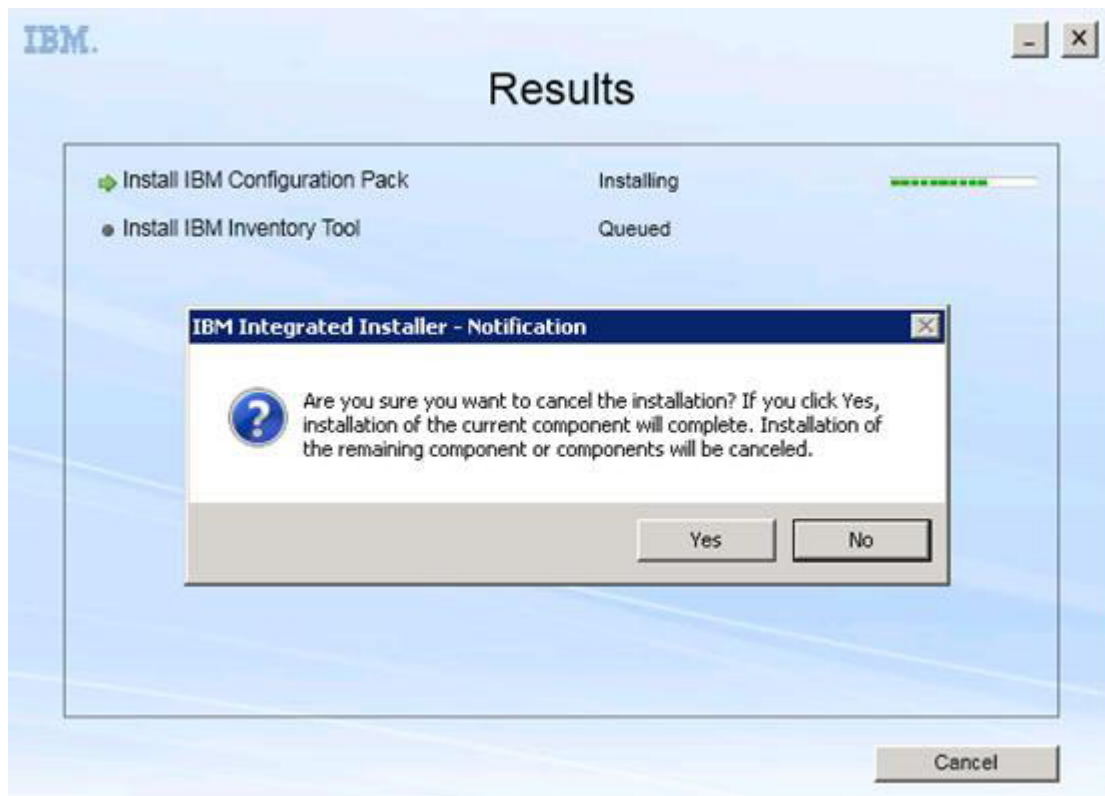 IBM.
Results
Install IBM Configuration Pack Installing
Install IBM Inventory Tool Queued
IBM Integrated Installer - Notification
Are you sure you want to cancel the installation? If you click Yes,
installation of the current component will complete. Installation of
the remaining component or components will be canceled.
Yes No
Cancel